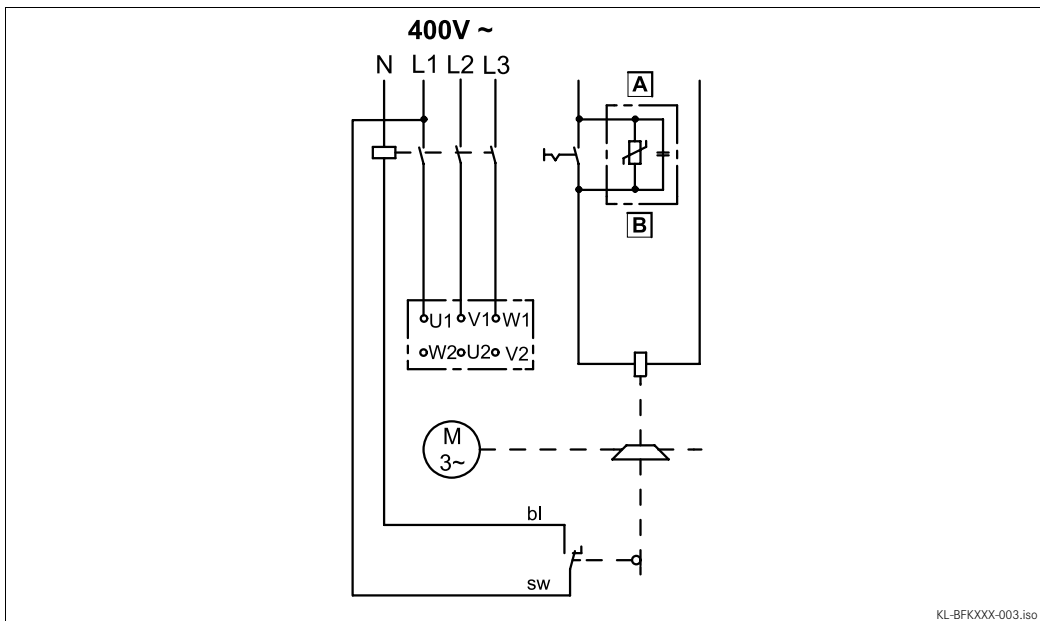 400V ~
N L1 L2 L3
A
B
U1 V1 W1
W2 U2 V2
M
3~
bl
sw
KL-BFKXXX-003.iso